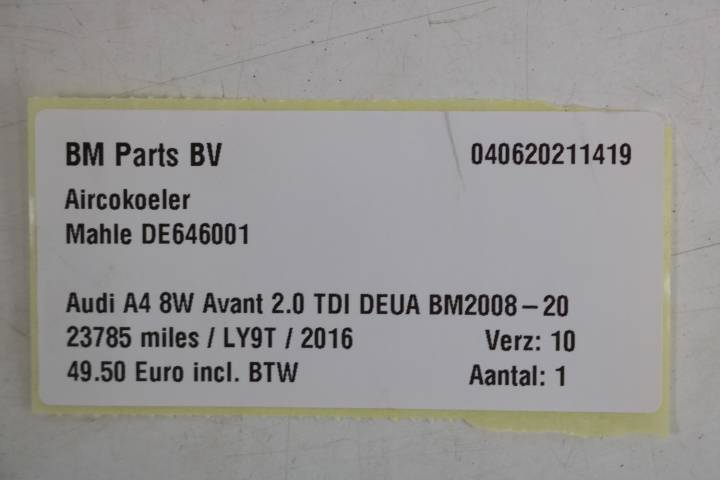 BM Parts BV 040620211419
Aircokoeler
Mahle DE646001
Audi A4 8W Avant 2.0 TDI DEUA BM2008-20
23785 miles / LY9T / 2016 Verz: 10
49.50 Euro incl. BTW Aantal: 1